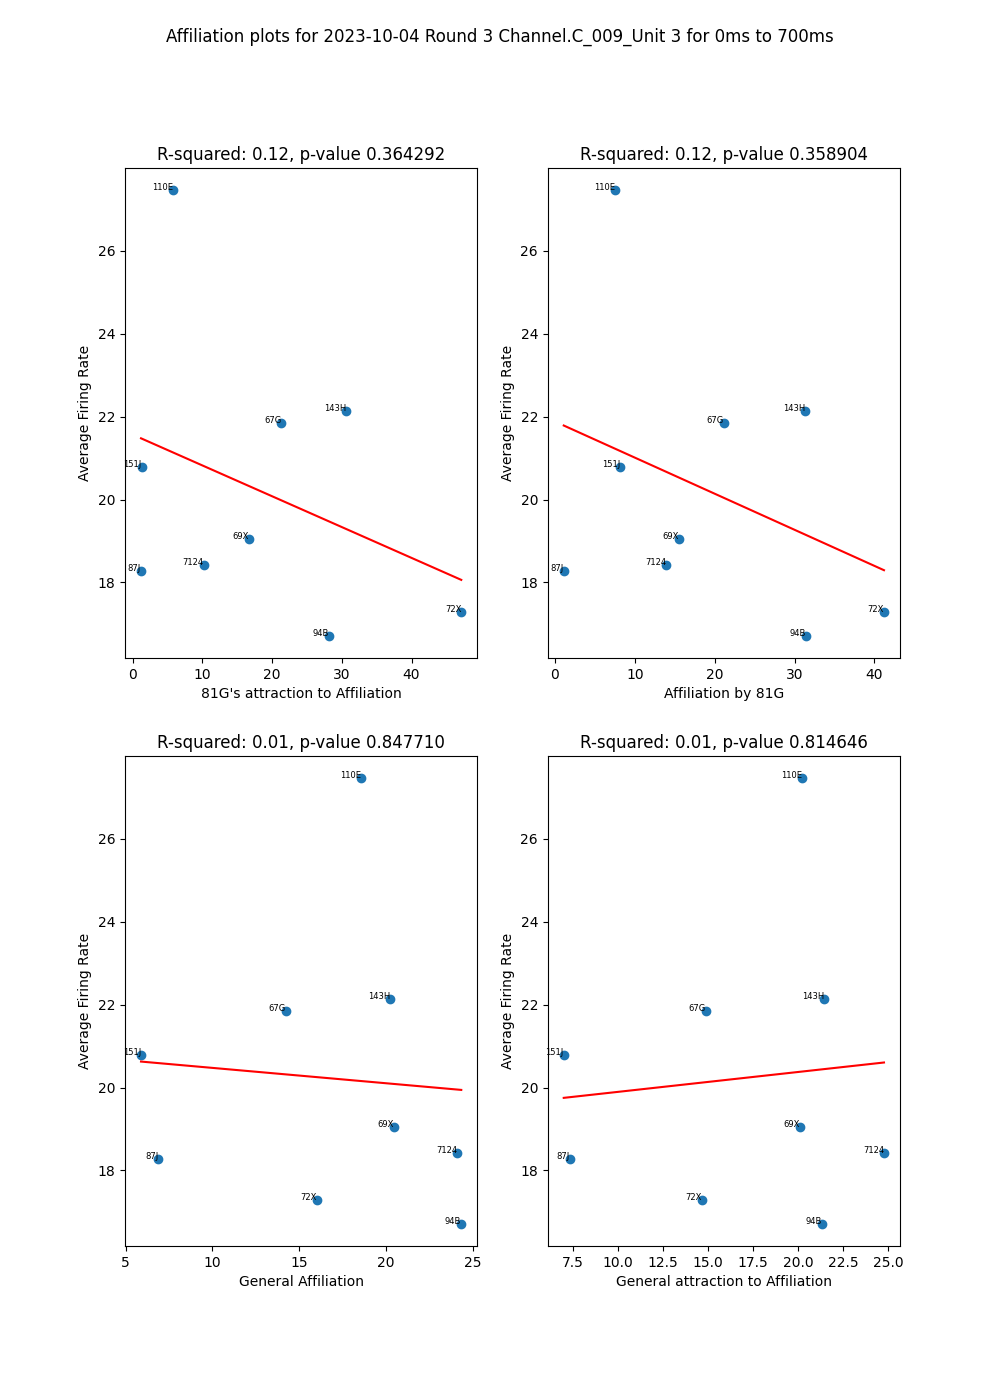 Affiliation plots for 2023-10-04 Round 3 Channel.C_009_Unit 3 for 0ms to 700ms
R-squared: 0.12, p-value 0.364292
110E
26
24
22
20
18
143H
67G
151J
69X
7124
87J
72X
94B
0 10 20 30 40
Average Firing Rate
81G's attraction to Affiliation
R-squared: 0.12, p-value 0.358904
110E
26
24
22
20
18
143H
67G
151J
69X
7124
87J
72X
94B
0 10 20 30 40
Average Firing Rate
Affiliation by 81G
R-squared: 0.01, p-value 0.847710
110E
26
24
22
20
18
143H
67G
151J
69X
7124
87J
72X
94B
5 10 15 20 25
Average Firing Rate
General Affiliation
R-squared: 0.01, p-value 0.814646
110E
26
24
22
20
18
143H
67G
151J
69X
7124
87J
72X
94B
7.5 10.0 12.5 15.0 17.5 20.0 22.5 25.0
Average Firing Rate
General attraction to Affiliation